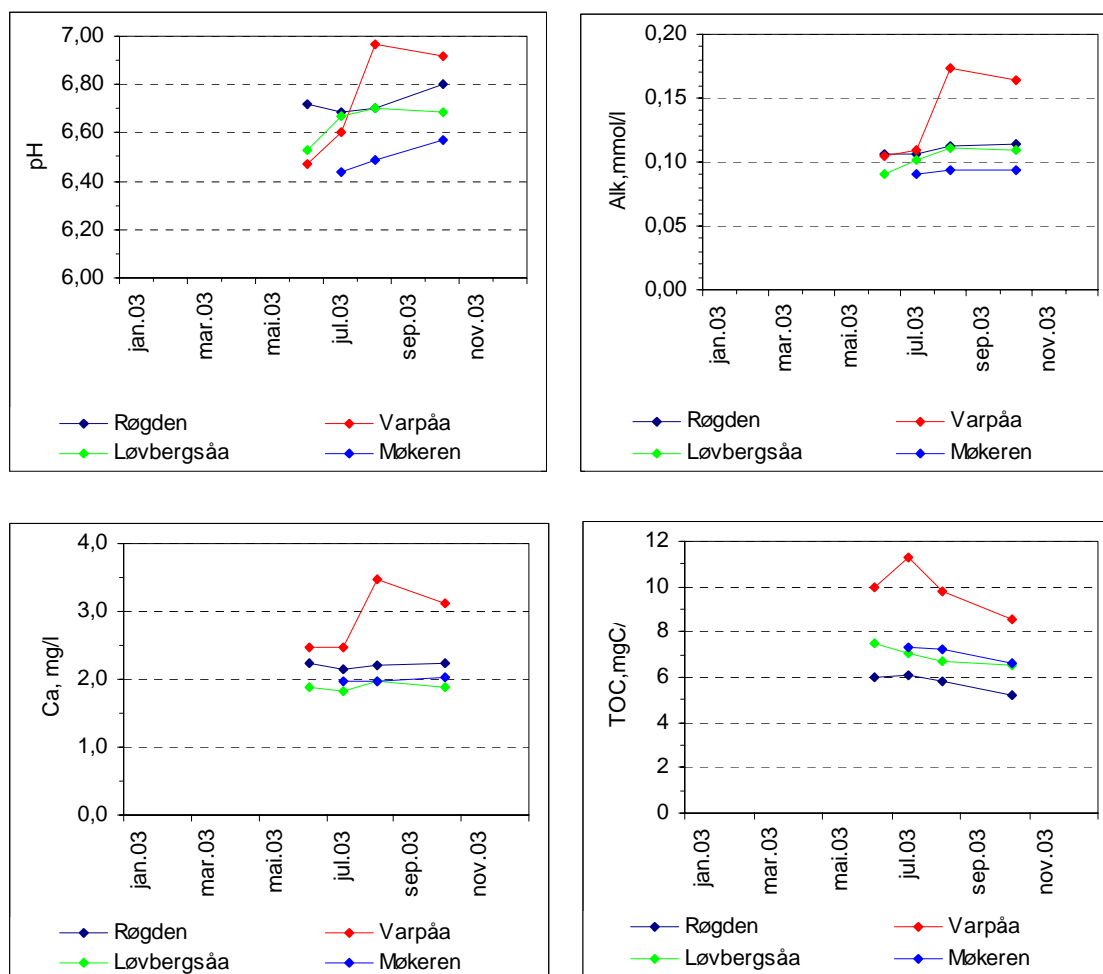 pH
7,00
6,80
6,60
6,40
6,20
6,00
jan.03
mar.03
mai.03
jul.03
sep.03
nov.03
Røgden
Varpåa
Løvbergsåa
Møkeren
Alk,mmol/l
0,20
0,15
0,10
0,05
0,00
jan.03
mar.03
mai.03
jul.03
sep.03
nov.03
Røgden
Varpåa
Løvbergsåa
Møkeren
Ca, mg/l
4,0
3,0
2,0
1,0
0,0
jan.03
mar.03
mai.03
jul.03
sep.03
nov.03
Røgden
Varpåa
Løvbergsåa
Møkeren
TOC,mgC/
12
10
8
6
4
2
0
jan.03
mar.03
mai.03
jul.03
sep.03
nov.03
Røgden
Varpåa
Løvbergsåa
Møkeren